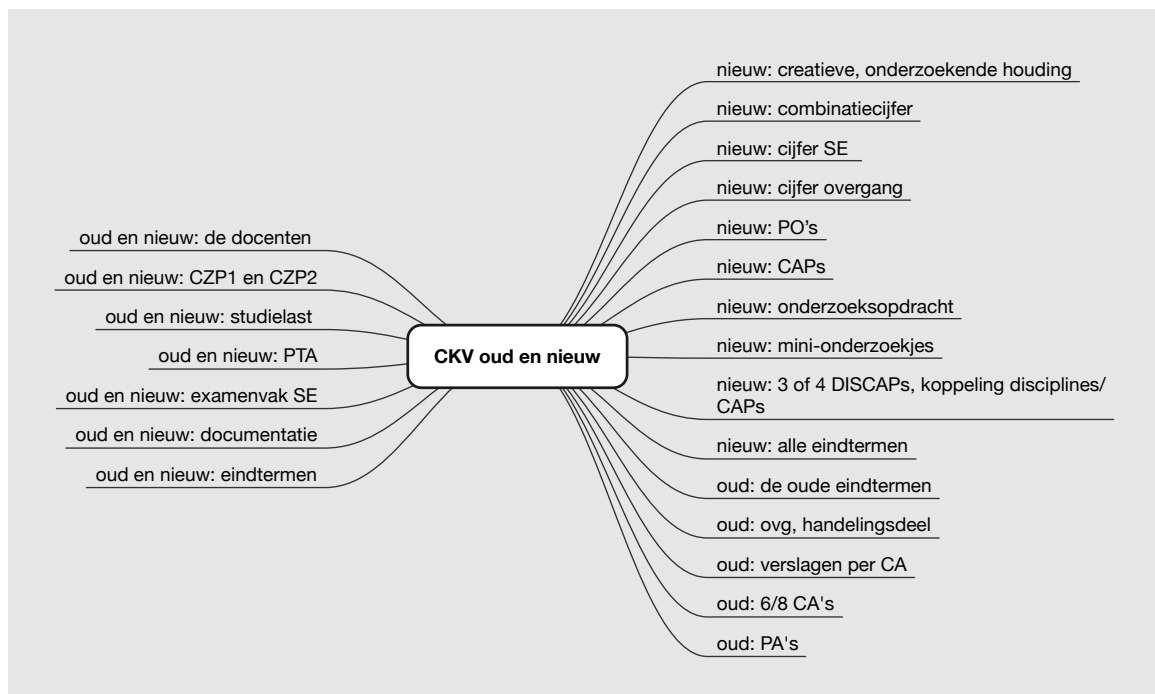 nieuw: creatieve, onderzoekende houding
nieuw: combinatiecijfer
nieuw: cijfer SE
nieuw: cijfer overgang
nieuw: PO’s
nieuw: CAPs
nieuw: onderzoeksopdracht
nieuw: mini-onderzoekjes
nieuw: 3 of 4 DISCAPs, koppeling disciplines/
CAPs
nieuw: alle eindtermen
oud: de oude eindtermen
oud: ovg, handelingsdeel
oud: verslagen per CA
oud: 6/8 CA's
oud: PA's
CKV oud en nieuw
oud en nieuw: de docenten
oud en nieuw: CZP1 en CZP2
oud en nieuw: studielast
oud en nieuw: PTA
oud en nieuw: examenvak SE
oud en nieuw: documentatie
oud en nieuw: eindtermen